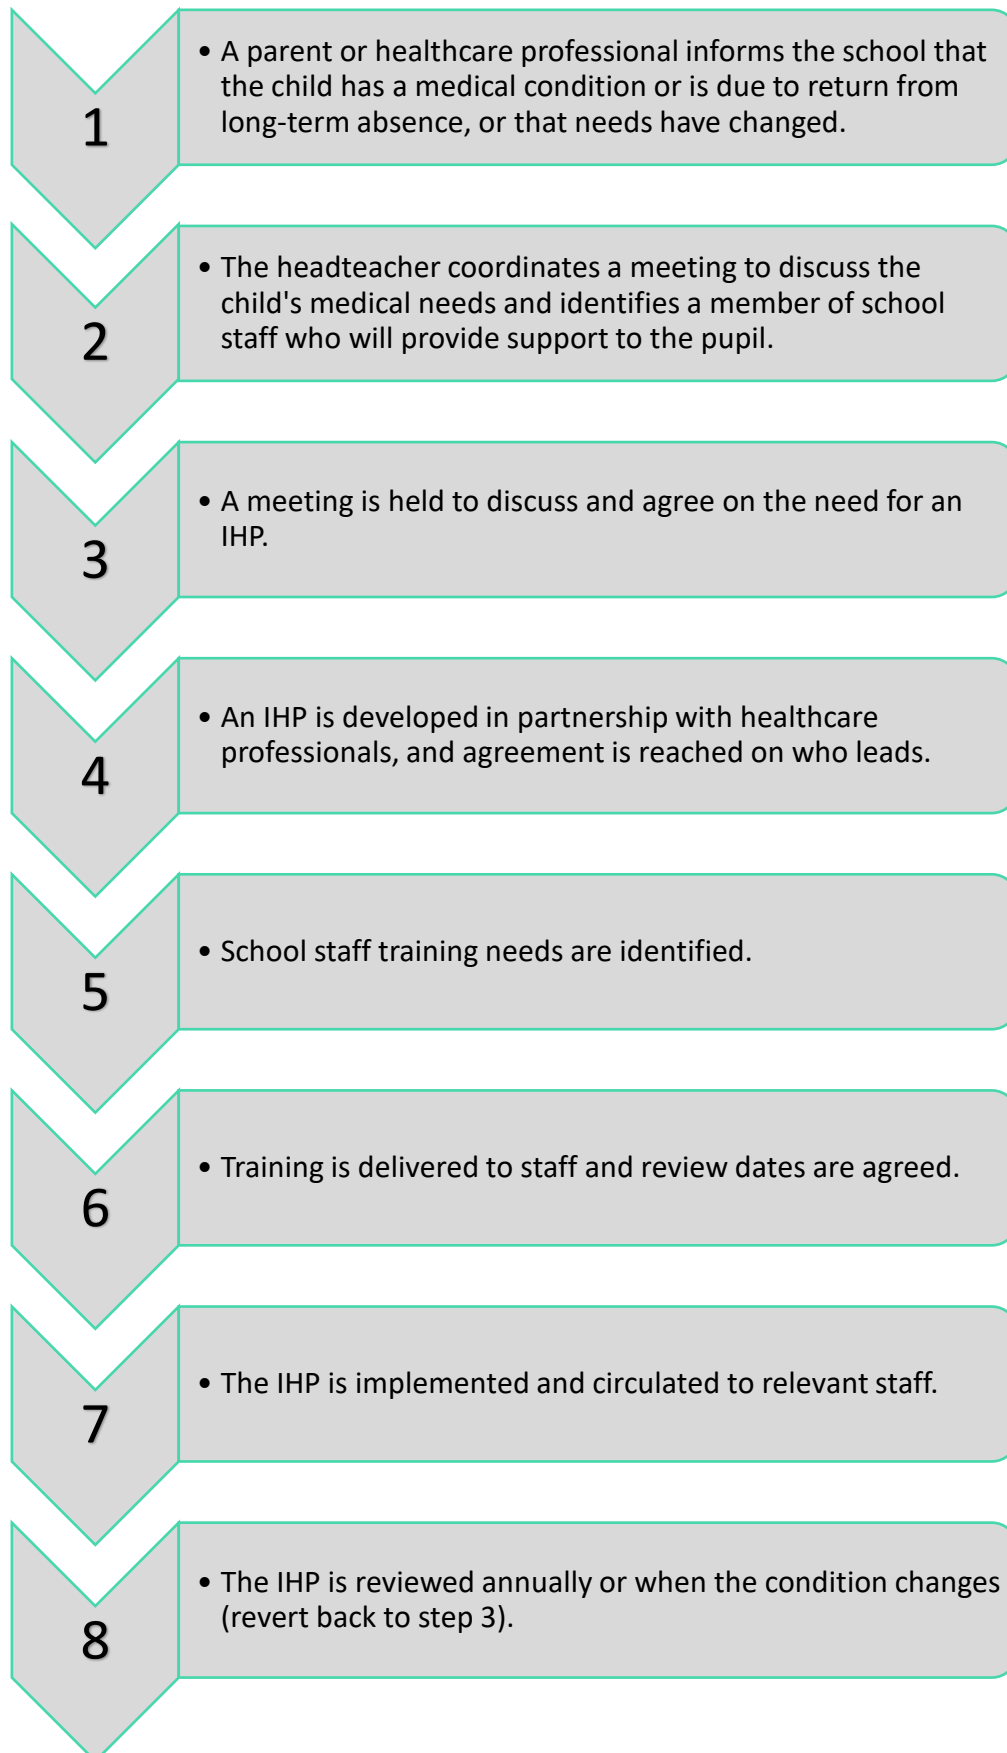 1
• A parent or healthcare professional informs the school that
the child has a medical condition or is due to return from
long-term absence, or that needs have changed.
2
• The headteacher coordinates a meeting to discuss the
child's medical needs and identifies a member of school
staff who will provide support to the pupil.
3
• A meeting is held to discuss and agree on the need for an
IHP.
4
• An IHP is developed in partnership with healthcare
professionals, and agreement is reached on who leads.
5
• School staff training needs are identified.
6
• Training is delivered to staff and review dates are agreed.
7
• The IHP is implemented and circulated to relevant staff.
8
• The IHP is reviewed annually or when the condition changes
(revert back to step 3).